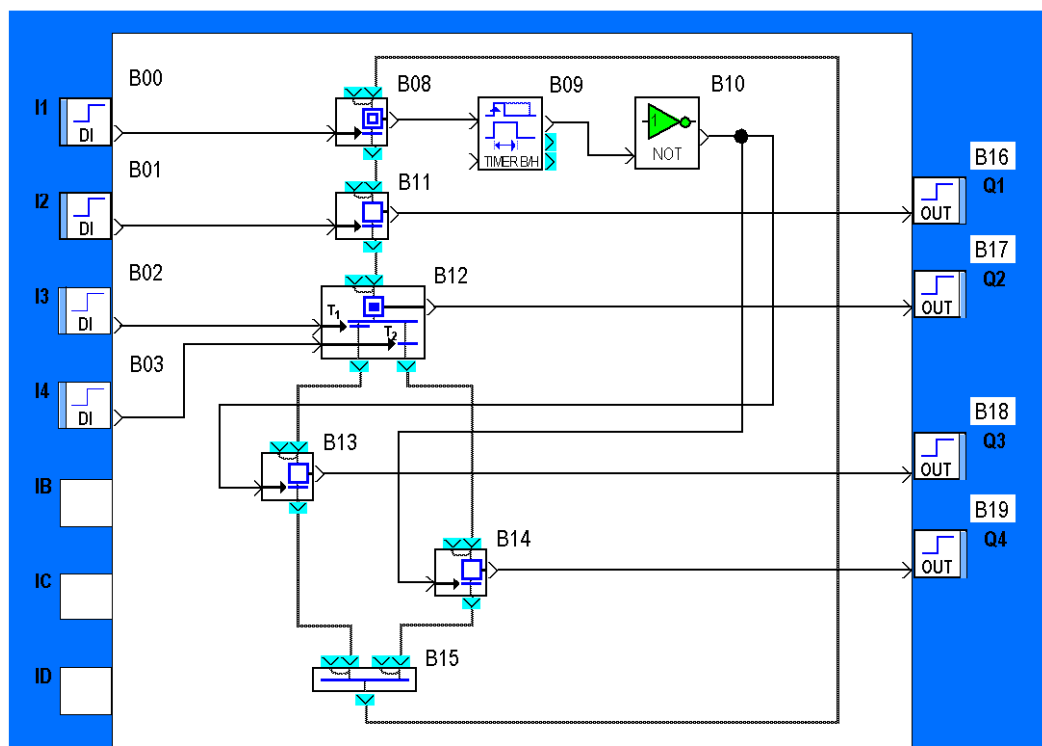 B00
B08
B09
B10
I1
DI
TIMER B/H
1
NOT
B01
B11
B16
I2
DI
Q1
OUT
B02
B12
B17
I3
DI
T1
Q2
OUT
T2
B03
I4
DI
B13
B18
Q3
OUT
IB
B14
B19
Q4
OUT
IC
B15
ID